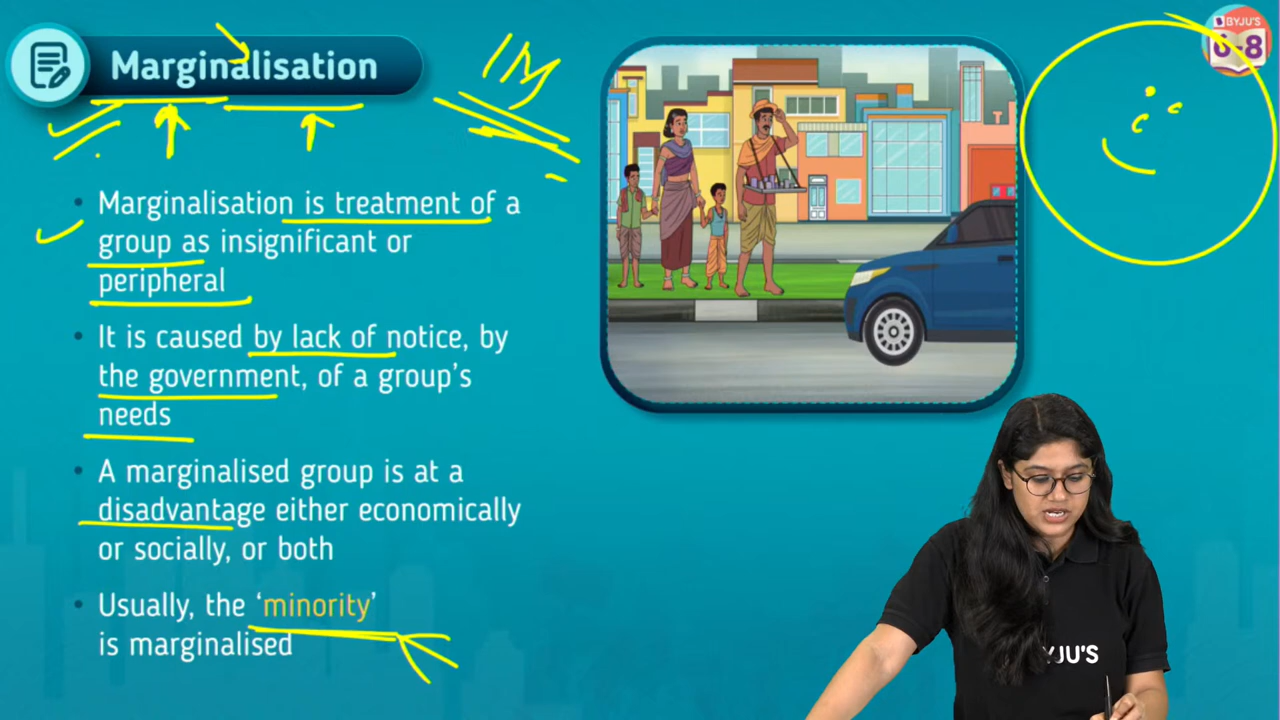 Marginalisation
1M
BYJU'S
6-8
• Marginalisation is treatment of a
group as insignificant or
peripheral
• It is caused by lack of notice, by
the government, of a group's
needs
• A marginalised group is at a
disadvantage either economically
or socially, or both
• Usually, the 'minority'
is marginalised
BYJU'S